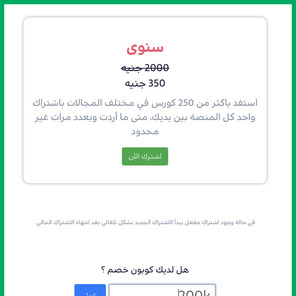 سنوى
2000 جنيه
350 جنيه
استفد باكثر من 250 كورس في مختلف المجالات باشتراك
واحد كل المنصة بين يديك، متى ما أردت وبعدد مرات غير
محدود
اشترك الآن
في حالة وجود اشتراك مفعل يبدأ الاشتراك الجديد بشكل تلقائي بعد انتهاء الاشتراك الحالي
هل لديك كوبون خصم ؟
200k